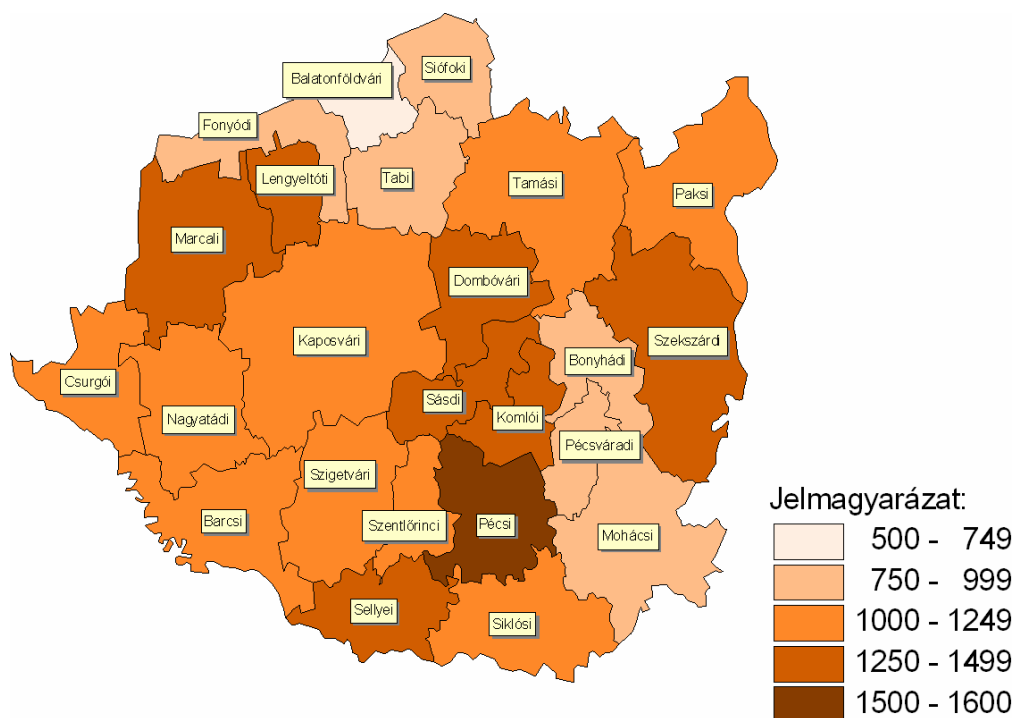 Siófoki
Balatonföldvári
Fonyódi
Lengyeltóti
Tabi
Tamási
Paksi
Marcali
Dombóvári
Kaposvári
Szekszárdi
Bonyhádi
Csurgói
Sásdi
Nagyatádi
Komlói
Pécsváradi
Szigetvári
Barcsi
Szentlőrinci
Pécsi
Mohácsi
Sellyei
Siklósi
Jelmagyarázat:
500 - 749
750 - 999
1000 - 1249
1250 - 1499
1500 - 1600